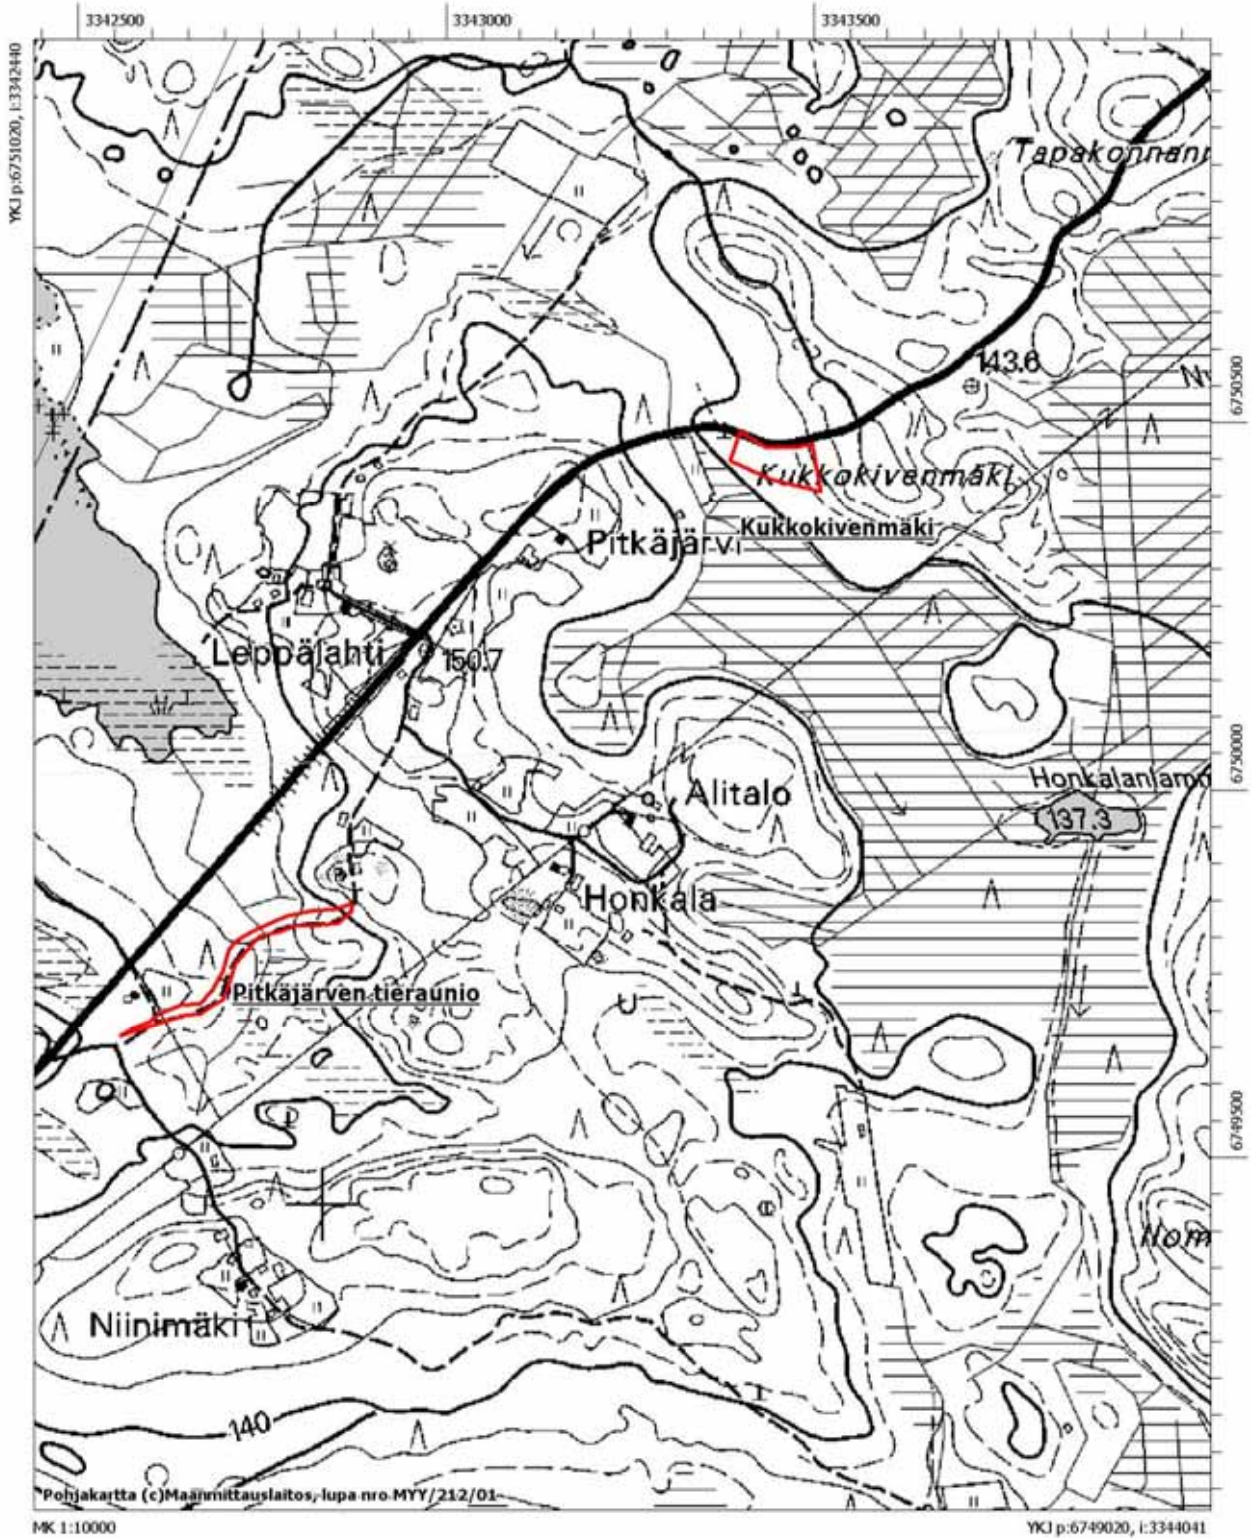 3342500
3343000
3343500
YKJ p:6751020, i:3342440
Tapakonnanr
143.6
6750500
Kukkokivenmäki
Kukkokivenmäki
Pitkäjärvi
Leppälahti
150.7
6750000
Honkalanlam
Alitalo
137.3
Honkala
Pitkäjärven tieraunio
6749500
Niinimäki
140
Pohjakartta (c)Maanmittauslaitos, lupa nro MYY/212/01
MK 1:10000
YKJ p:6749020, i:3344041